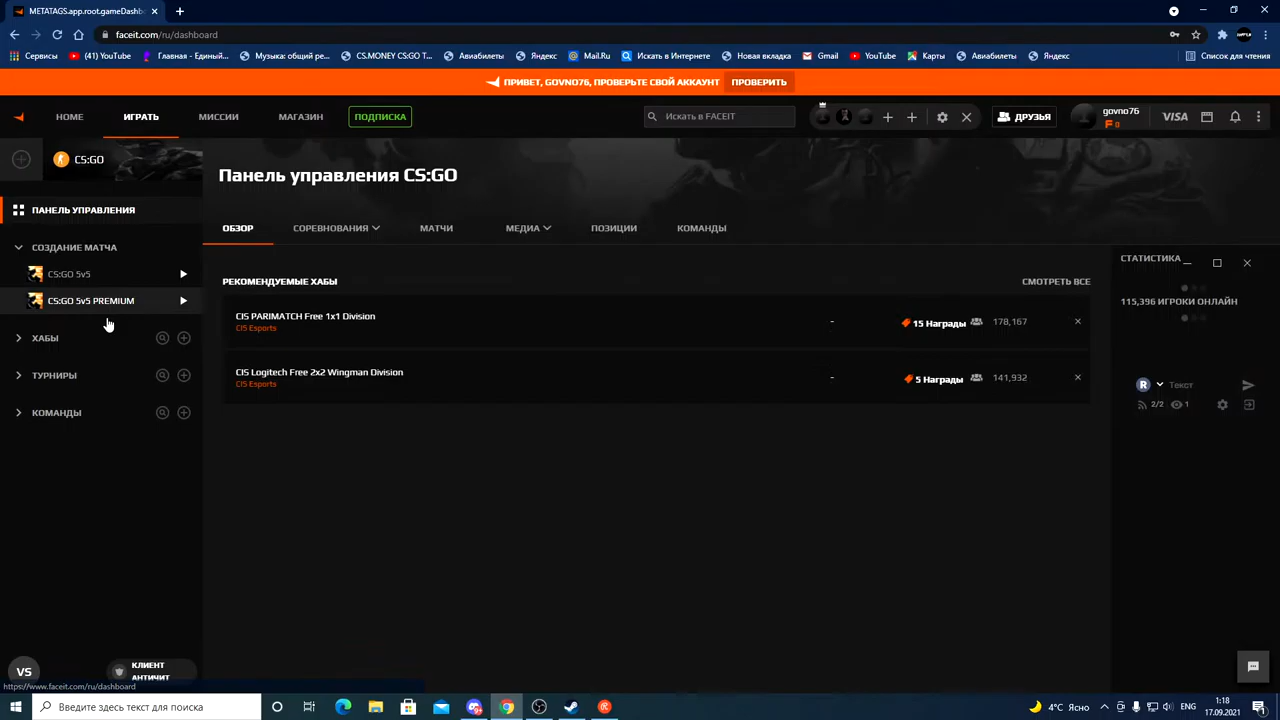 METATAGS.app.root.gameDashb
faceit.com/ru/dashboard
Сервисы
(41) YouTube
Главная - Единый...
Музыка: общий ре...
CS.MONEY CS:GO T...
Авиабилеты
Яндекс
Mail.Ru
Искать в Интернете
Новая вкладка
Gmail
YouTube
Карты
Авиабилеты
Яндекс
Список для чтения
ПРИВЕТ, GOVNO76, ПРОВЕРЬТЕ СВОЙ АККАУНТ
ПРОВЕРИТЬ
HOME
ИГРАТЬ
МИССИИ
МАГАЗИН
ПОДПИСКА
Искать в FACEIT
ДРУЗЬЯ
govno76
0
VISA
CS:GO
Панель управления CS:GO
ПАНЕЛЬ УПРАВЛЕНИЯ
ОБЗОР
СОРЕВНОВАНИЯ
МАТЧИ
МЕДИА
ПОЗИЦИИ
КОМАНДЫ
СОЗДАНИЕ МАТЧА
CS:GO 5v5
CS:GO 5v5 PREMIUM
ХАБЫ
ТУРНИРЫ
КОМАНДЫ
РЕКОМЕНДУЕМЫЕ ХАБЫ
СМОТРЕТЬ ВСЕ
CIS PARIMATCH Free 1x1 Division
CIS Esports
-
15 Награды
178,167
CIS Logitech Free 2x2 Wingman Division
CIS Esports
-
5 Награды
141,932
СТАТИСТИКА
115,396 ИГРОКИ ОНЛАЙН
R
Текст
2/2
1
VS
КЛИЕНТ
АНТИЧИТ
https://www.faceit.com/ru/dashboard
Введите здесь текст для поиска
4°C Ясно
ENG
1:18
17.09.2021